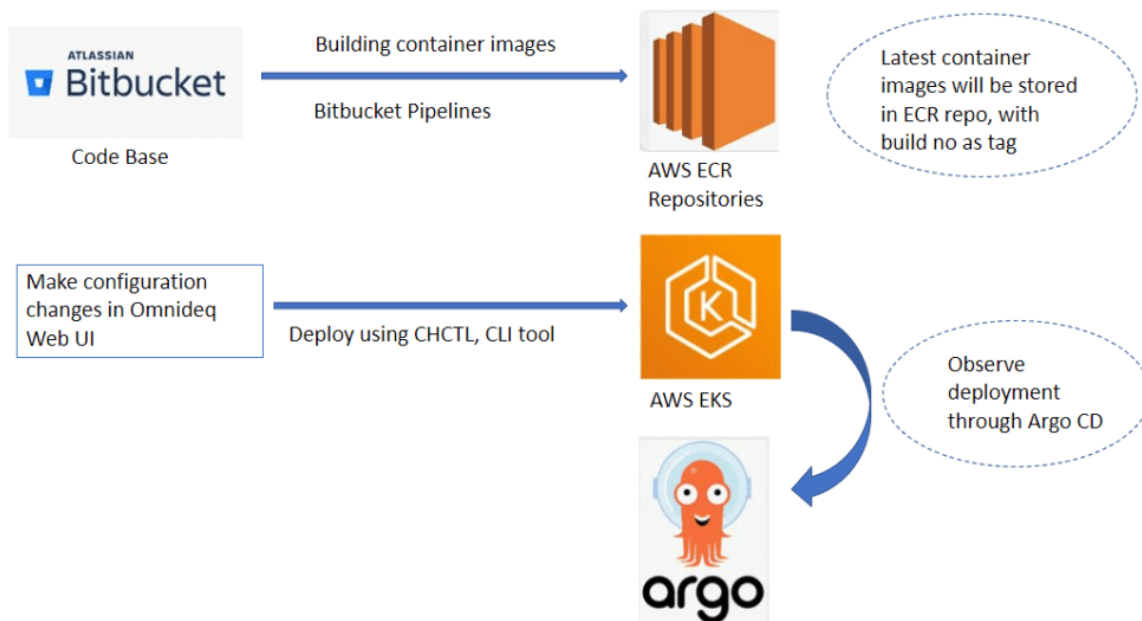 ATLASSIAN
Bitbucket
Code Base
Building container images
Bitbucket Pipelines
AWS ECR
Repositories
Latest container
images will be stored
in ECR repo, with
build no as tag
Make configuration
changes in Omnideq
Web UI
Deploy using CHCTL, CLI tool
K
AWS EKS
Observe
deployment
through Argo CD
argo